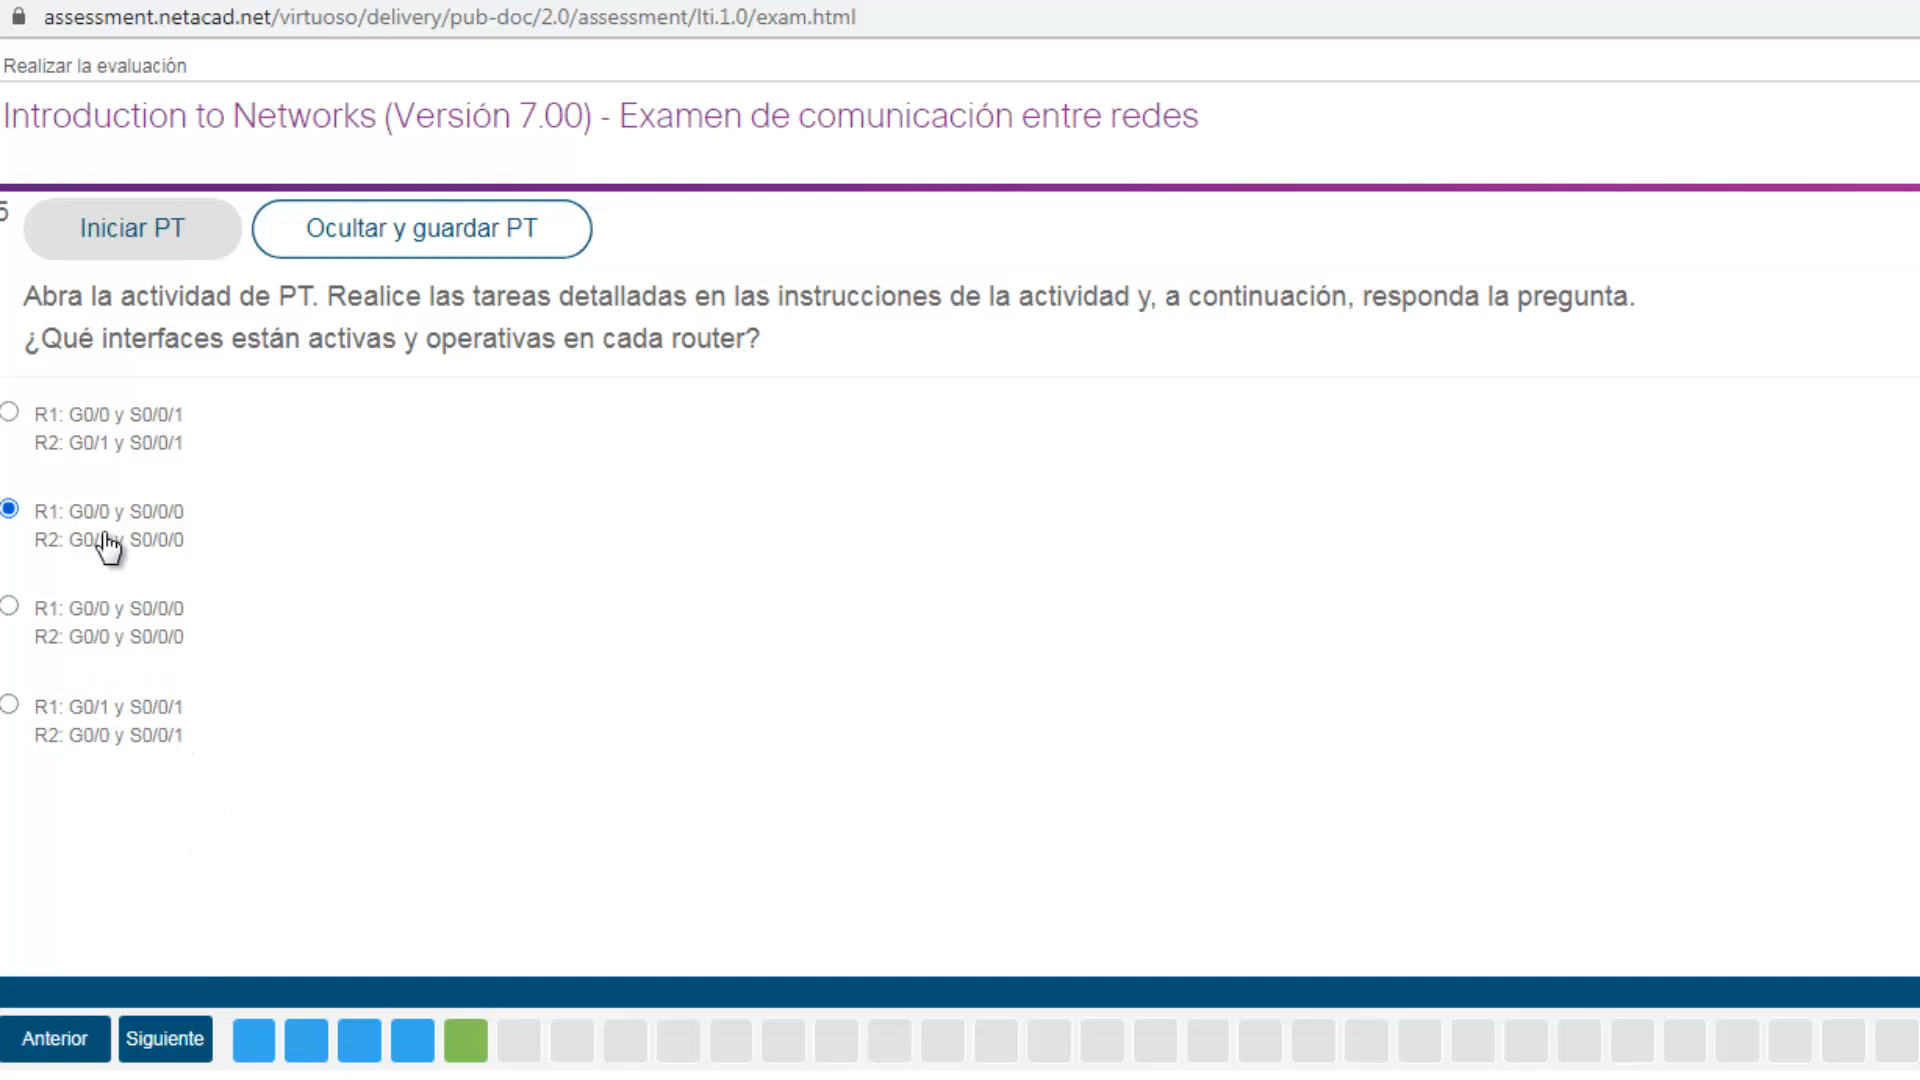 assessment.netacad.net/virtuoso/delivery/pub-doc/2.0/assessment/lti.1.0/exam.html
Realizar la evaluación
Introduction to Networks (Versión 7.00) - Examen de comunicación entre redes
5 Iniciar PT Ocultar y guardar PT
Abra la actividad de PT. Realice las tareas detalladas en las instrucciones de la actividad y, a continuación, responda la pregunta.
¿Qué interfaces están activas y operativas en cada router?
R1: G0/0 y S0/0/1
R2: G0/1 y S0/0/1
R1: G0/0 y S0/0/0
R2: S0/0/0
R1: G0/0 y S0/0/0
R2: G0/0 y S0/0/0
R1: G0/1 y S0/0/1
R2: G0/0 y S0/0/1
Anterior Siguiente